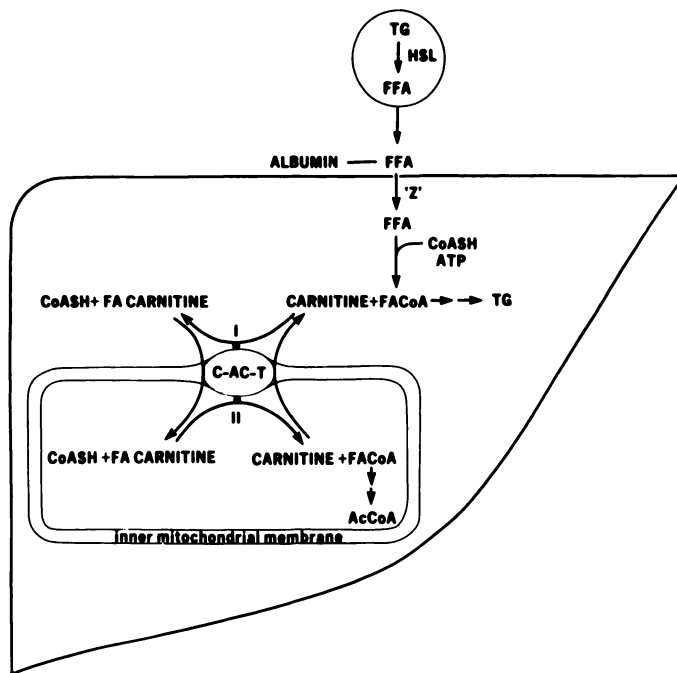 TG
HSL
FFA
ALBUMIN — FFA
'Z'
FFA
CoASH
ATP
CoASH+ FA CARNITINE
CARNITINE+FACoA
TG
I
C-AC-T
II
CoASH +FA CARNITINE
CARNITINE +FACoA
AcCoA
inner mitochondrial membrane